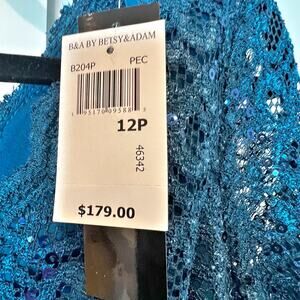 B&A BY BETSY&ADAM
B204P PEC
12P
46342
$179.00